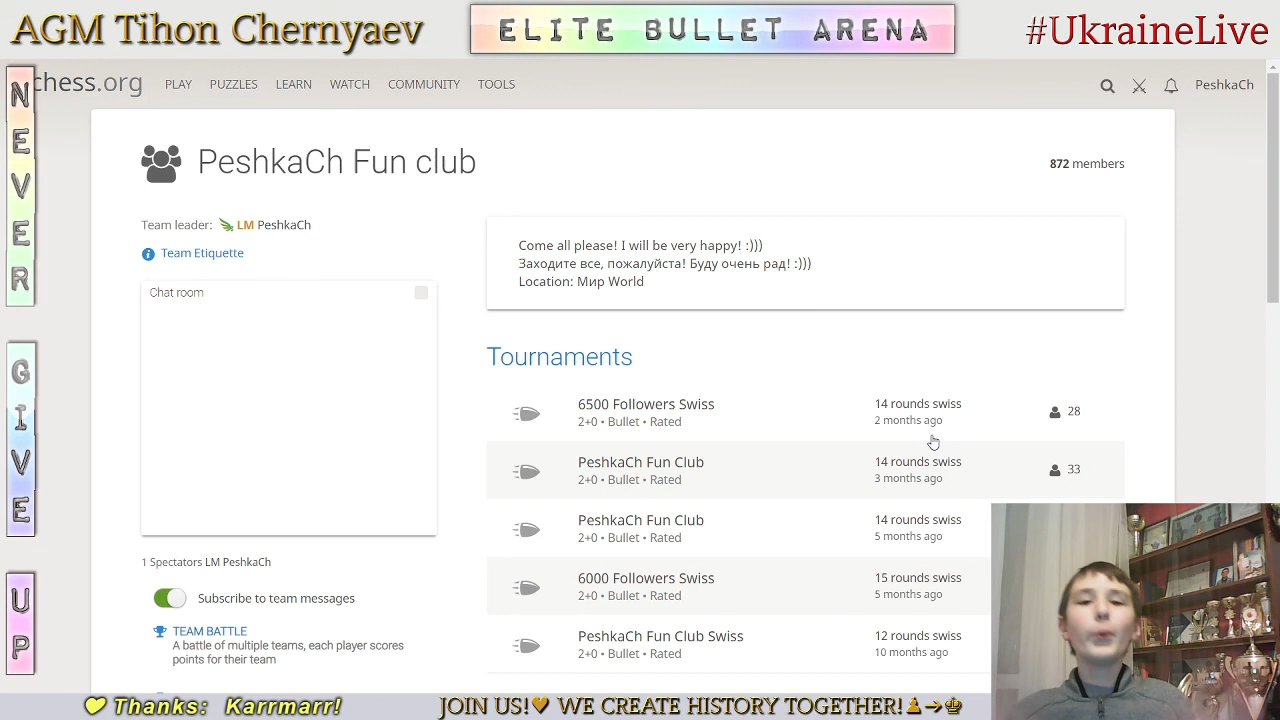 AGM Tihon Chernyaev
ELITE BULLET ARENA
#UkraineLive
NEVER
GIVE
UP
chess.org
PLAY PUZZLES LEARN WATCH COMMUNITY TOOLS
PeshkaCh
PeshkaCh Fun club
872 members
Team leader: LM PeshkaCh
Team Etiquette
Chat room
Come all please! I will be very happy! :)))
Заходите все, пожалуйста! Буду очень рад! :)))
Location: Мир World
Tournaments
6500 Followers Swiss 14 rounds swiss 28
2+0 • Bullet • Rated 2 months ago
PeshkaCh Fun Club 14 rounds swiss 33
2+0 • Bullet • Rated 3 months ago
PeshkaCh Fun Club 14 rounds swiss
2+0 • Bullet • Rated 5 months ago
6000 Followers Swiss 15 rounds swiss
2+0 • Bullet • Rated 5 months ago
PeshkaCh Fun Club Swiss 12 rounds swiss
2+0 • Bullet • Rated 10 months ago
1 Spectators LM PeshkaCh
Subscribe to team messages
TEAM BATTLE
A battle of multiple teams, each player scores
points for their team
Thanks: Karrmarr!
JOIN US! WE CREATE HISTORY TOGETHER!